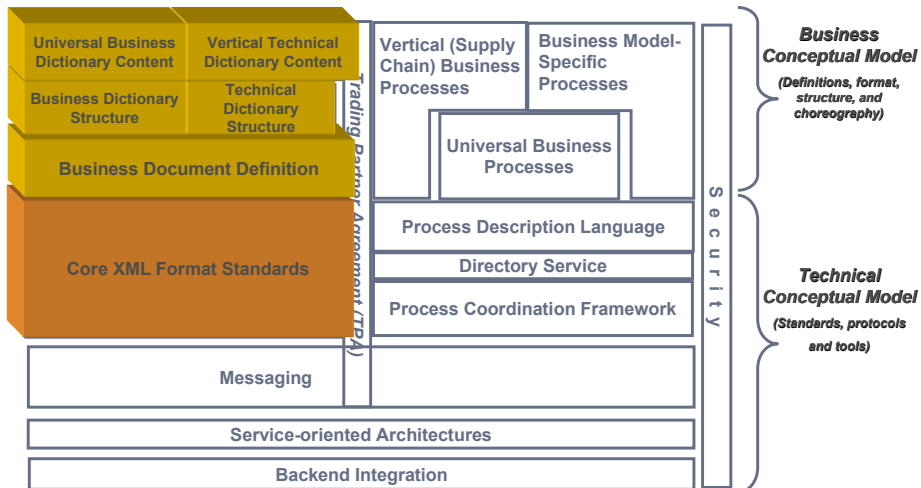 Universal Business
Dictionary Content
Vertical Technical
Dictionary Content
Business Dictionary
Structure
Technical
Dictionary
Structure
Business Document Definition
Core XML Format Standards
Trading Partner Agreement (TPA)
Vertical (Supply
Chain) Business
Processes
Business Model-
Specific
Processes
Universal Business
Processes
Process Description Language
Directory Service
Process Coordination Framework
Messaging
Service-oriented Architectures
Backend Integration
Security
Business
Conceptual Model
(Definitions, format,
structure, and
choreography)
Technical
Conceptual Model
(Standards, protocols
and tools)